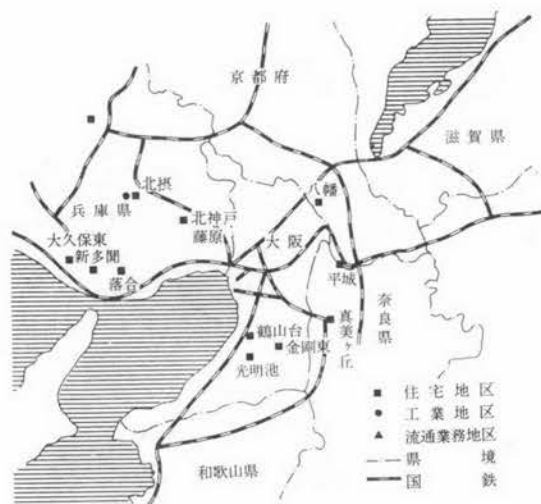 京都府
滋賀県
八幡
北摂
兵庫県
北神戸
藤原
大久保東
新多聞
落合
大阪
平城
奈良県
真美ヶ丘
鶴山台
金剛東
光明池
和歌山県
■ 住宅地区
● 工業地区
▲ 流通業務地区
県境
国鉄